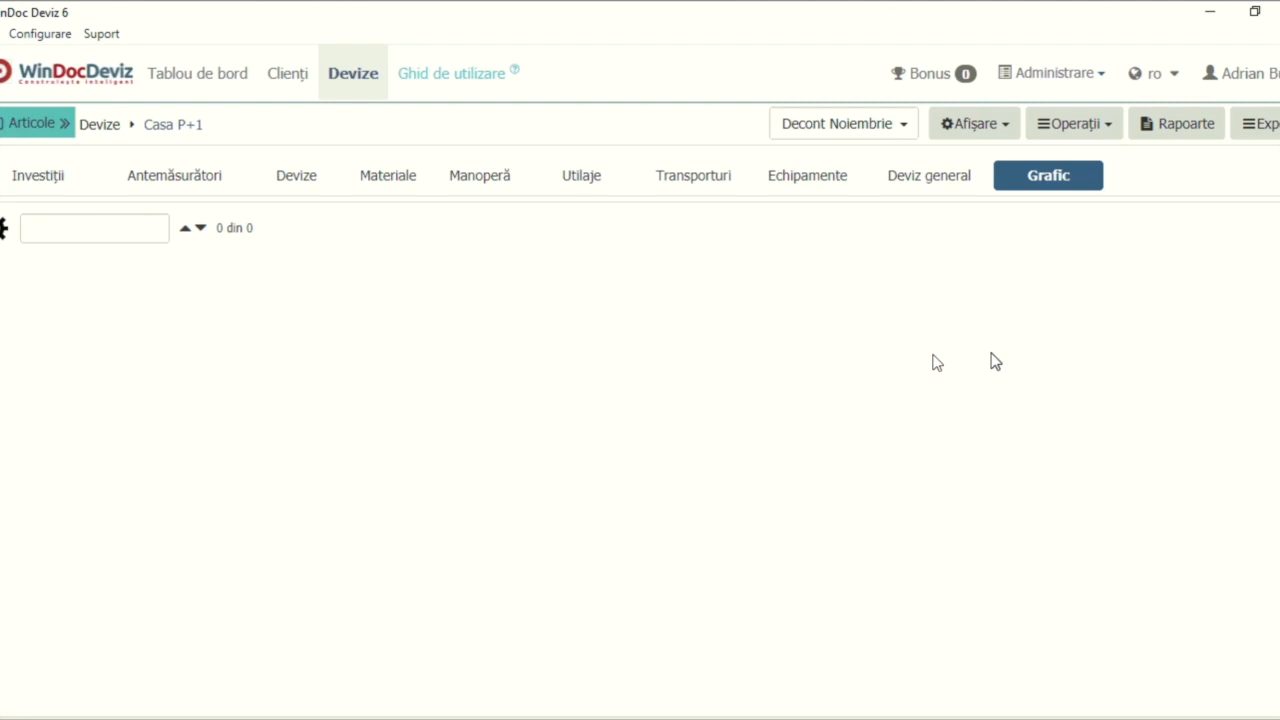 nDoc Deviz 6
Configurare Suport
WinDocDeviz
Construiește Inteligent
Tablou de bord Clienți Devize Ghid de utilizare ? Bonus 0 Administrare ro Adrian B
Articole » Devize Casa P+1 Decont Noiembrie Afișare Operații Rapoarte Exp
Investiții Antemăsurători Devize Materiale Manoperă Utilaje Transporturi Echipamente Deviz general Grafic
0 din 0